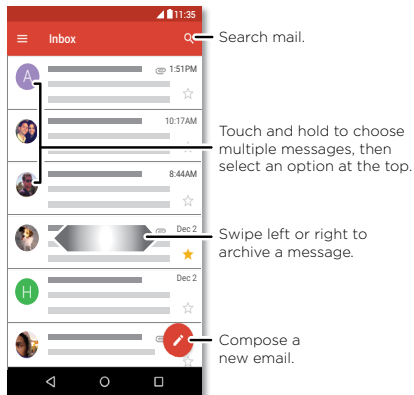 11:35
Inbox
Search mail.
A
1:51PM
10:17AM
Touch and hold to choose
multiple messages, then
select an option at the top.
8:44AM
Dec 2
Swipe left or right to
archive a message.
H
Dec 2
Compose a
new email.